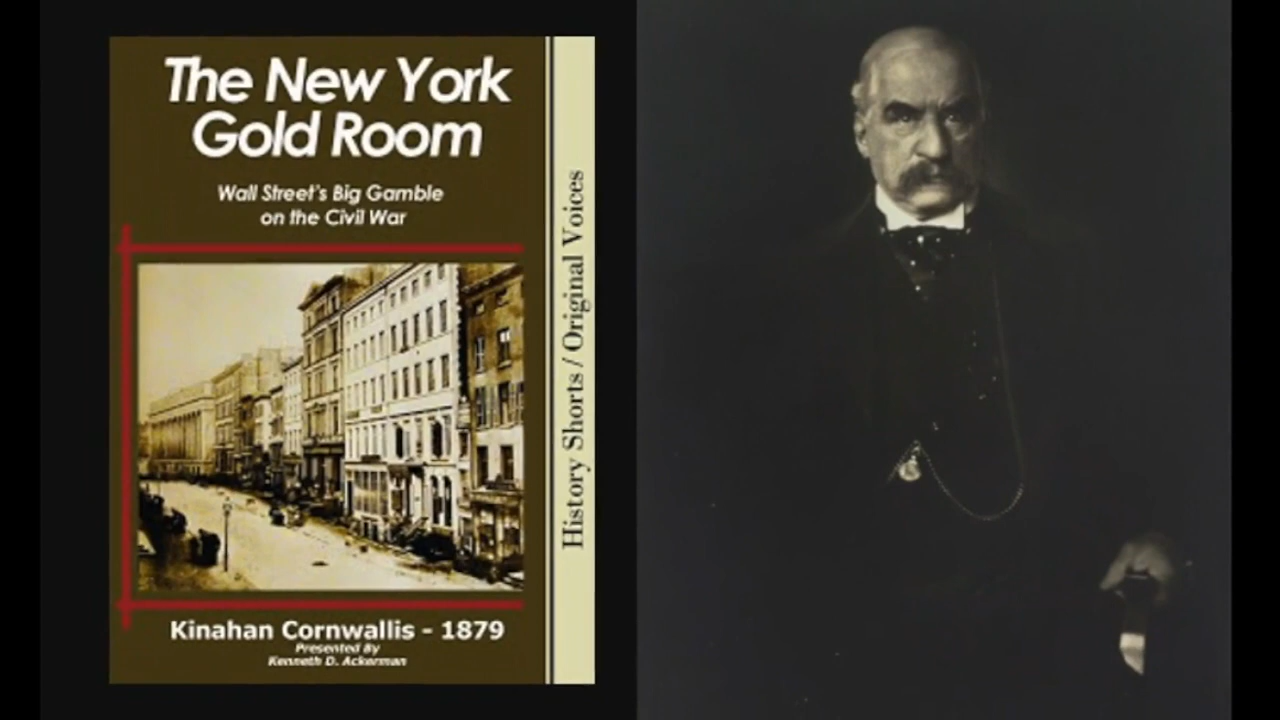 The New York
Gold Room
Wall Street's Big Gamble
on the Civil War
History Shorts / Original Voices
Kinahan Cornwallis - 1879
Presented By
Kenneth D. Ackerman